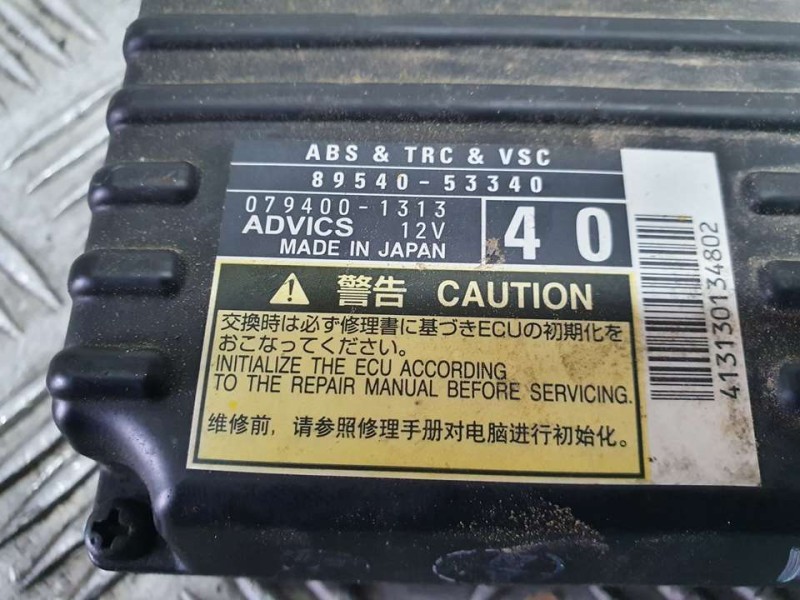 ABS & TRC & VSC
89540-53340
079400-1313
ADVICS 12V
MADE IN JAPAN
40
警告 CAUTION
交換時は必ず修理書に基づきECUの初期化を
おこなってください。
INITIALIZE THE ECU ACCORDING
TO THE REPAIR MANUAL BEFORE SERVICING.
维修前，请参照修理手册对电脑进行初始化。
413130134802